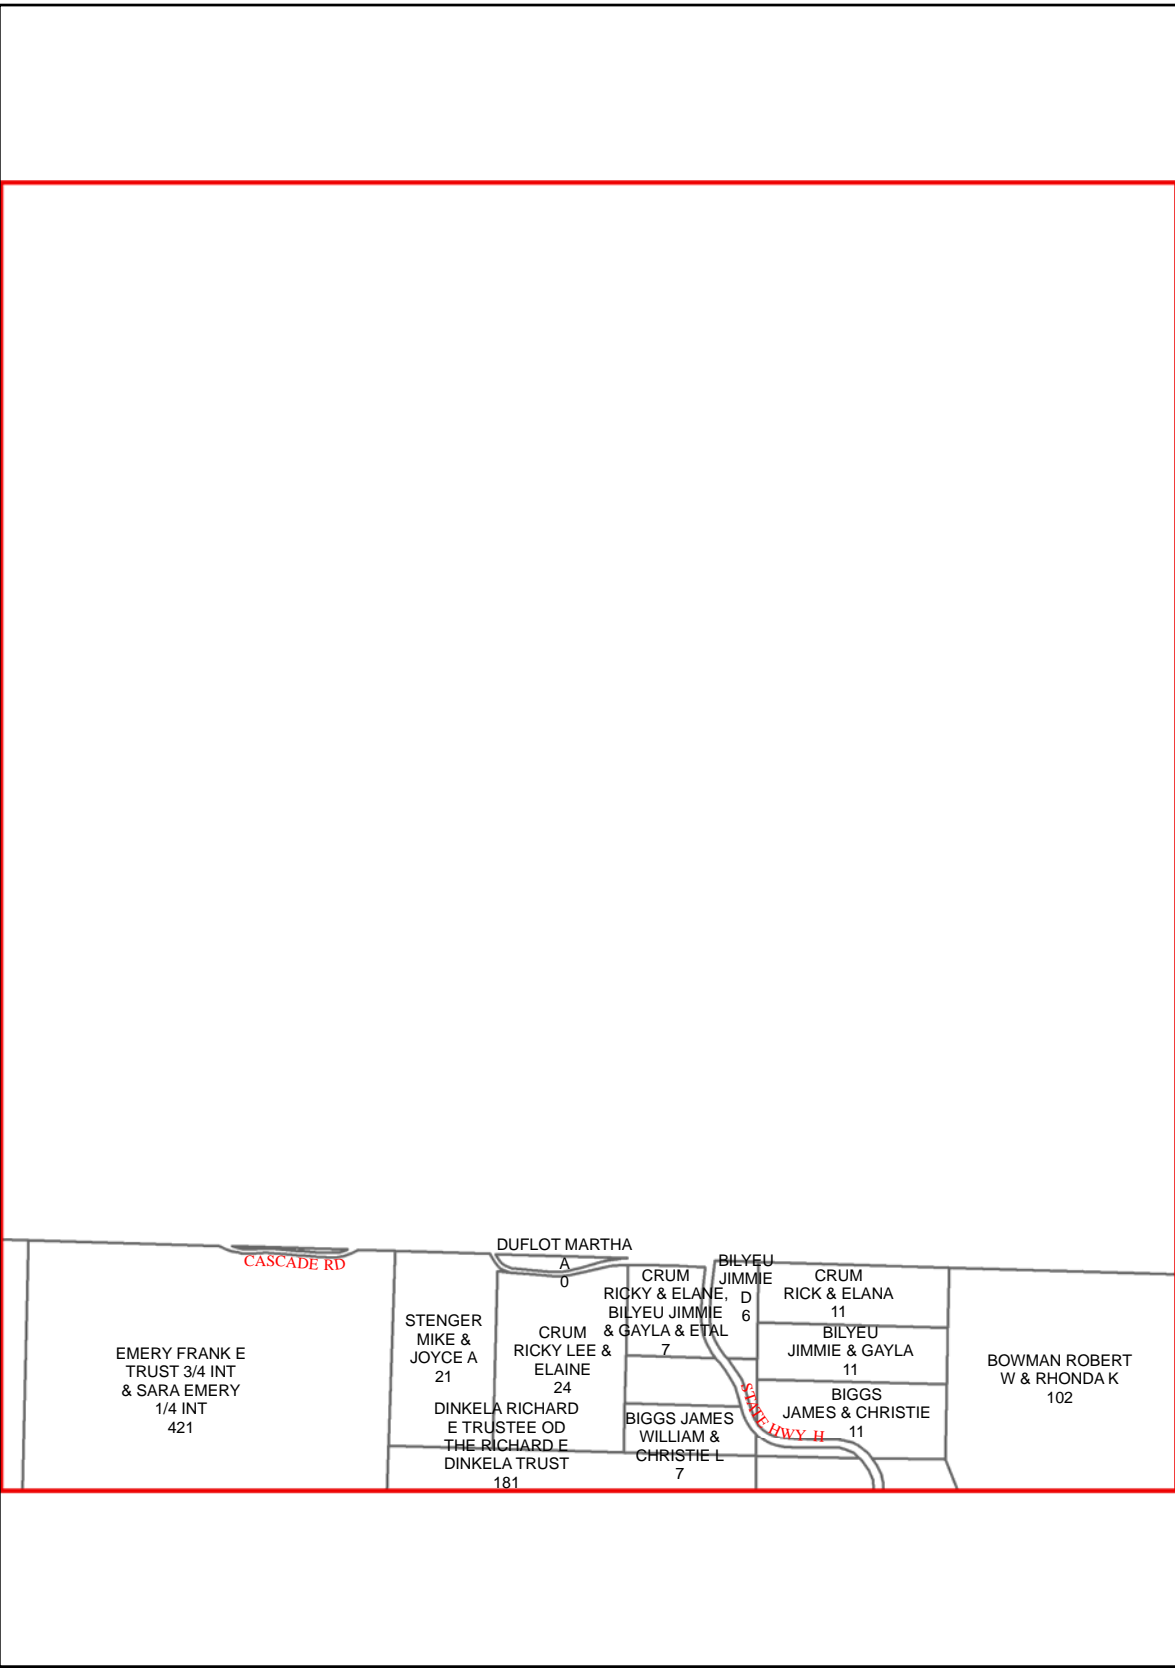 DUFLOT MARTHA
A
0
CASCADE RD
BILYEU
JIMMIE
D
6
CRUM
RICKY & ELANE,
BILYEU JIMMIE
& GAYLA & ETAL
7
CRUM
RICK & ELANA
11
STENGER
MIKE &
JOYCE A
21
CRUM
RICKY LEE &
ELAINE
24
BILYEU
JIMMIE & GAYLA
11
EMERY FRANK E
TRUST 3/4 INT
& SARA EMERY
1/4 INT
421
BOWMAN ROBERT
W & RHONDA K
102
BIGGS
JAMES & CHRISTIE
11
STATE HWY H
DINKELA RICHARD
E TRUSTEE OD
THE RICHARD E
DINKELA TRUST
181
BIGGS JAMES
WILLIAM &
CHRISTIE L
7